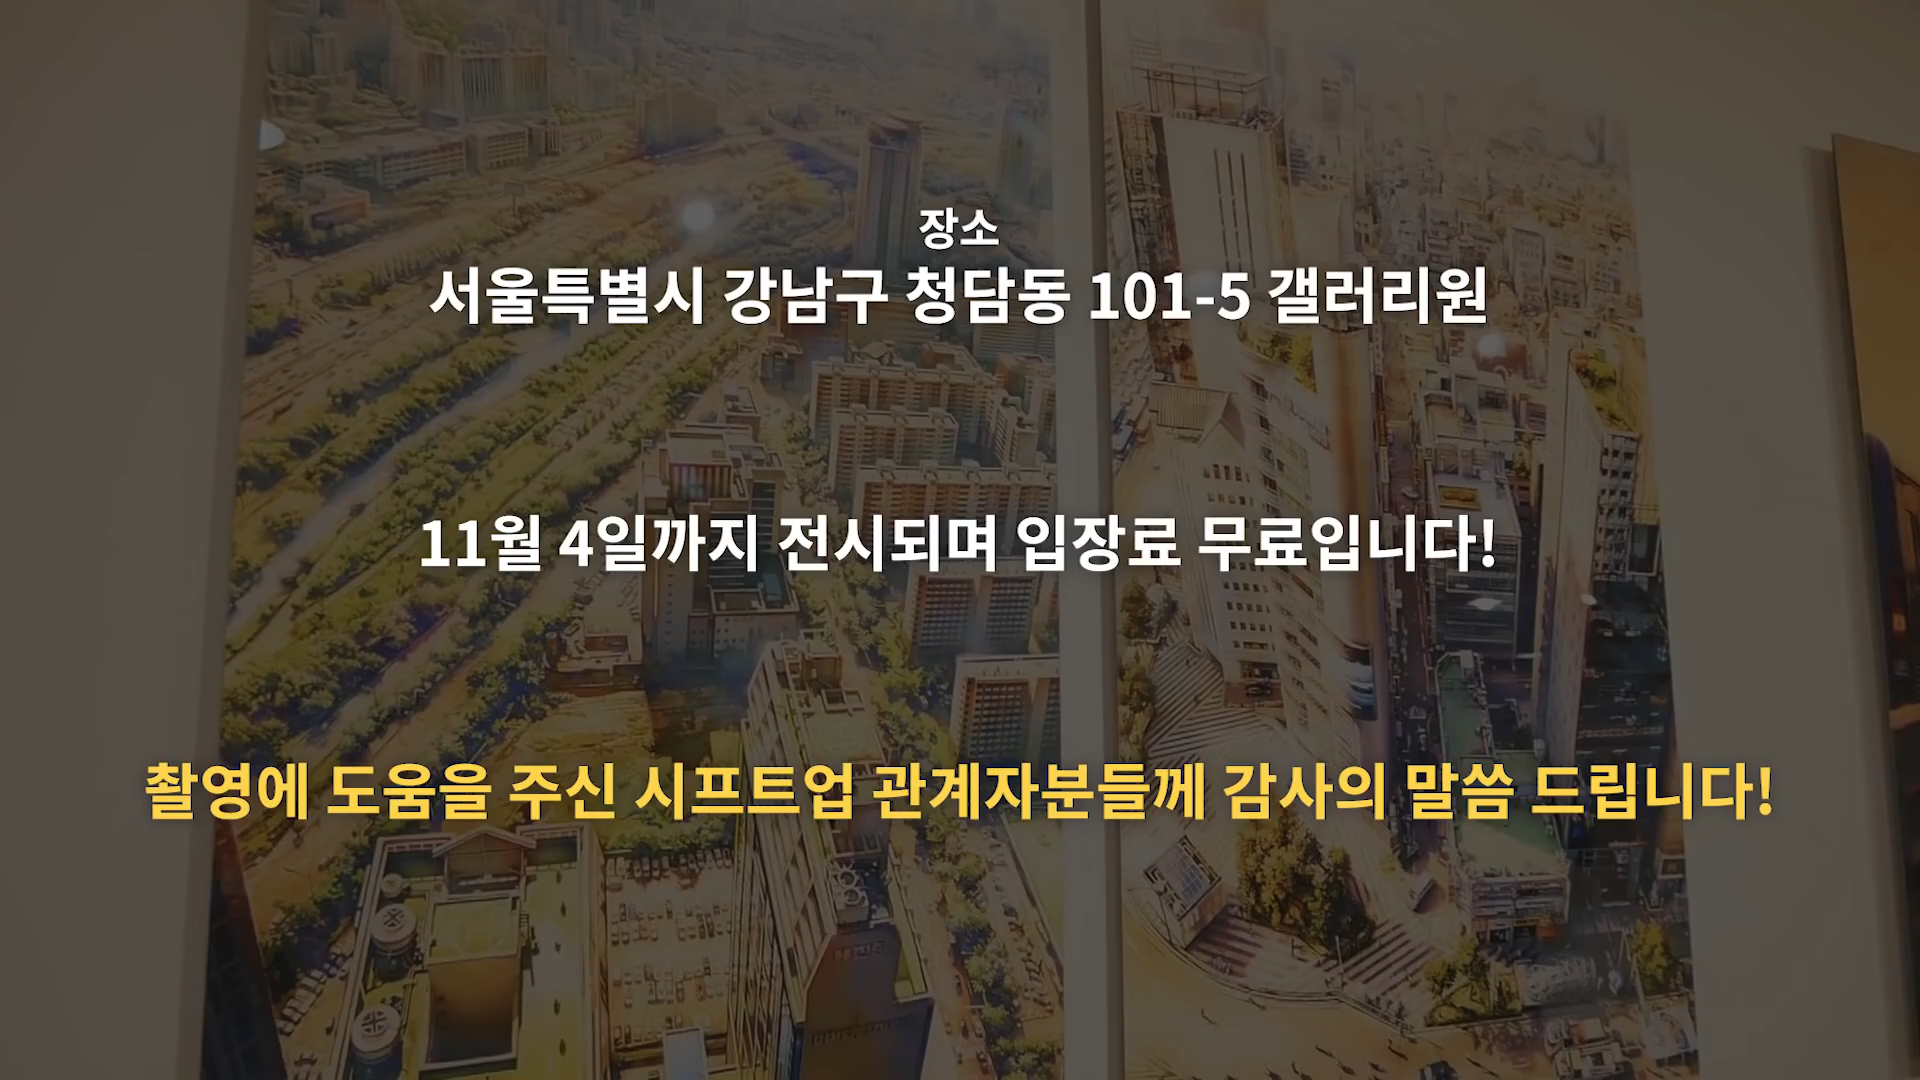 장소
서울특별시 강남구 청담동 101-5 갤러리원
11월 4일까지 전시되며 입장료 무료입니다!
촬영에 도움을 주신 시프트업 관계자분들께 감사의 말씀 드립니다!